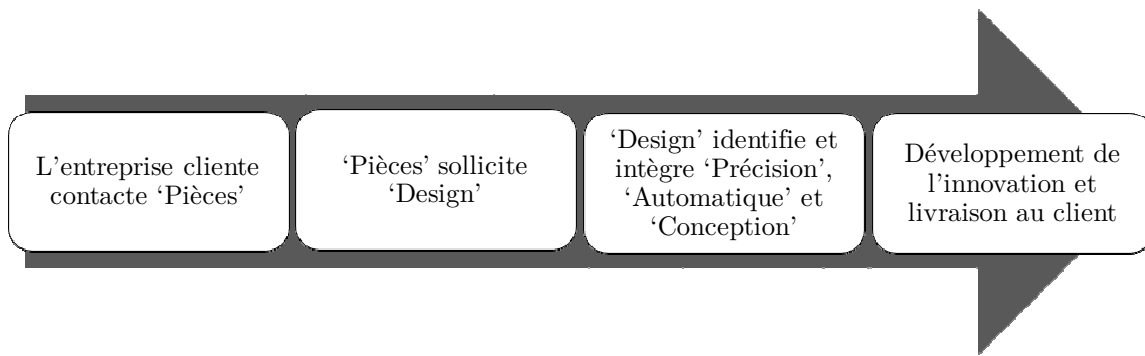 L'entreprise cliente
contacte ‘Pièces’
‘Pièces’ sollicite
‘Design’
‘Design’ identifie et
intègre ‘Précision’,
‘Automatique’ et
‘Conception’
Développement de
l'innovation et
livraison au client